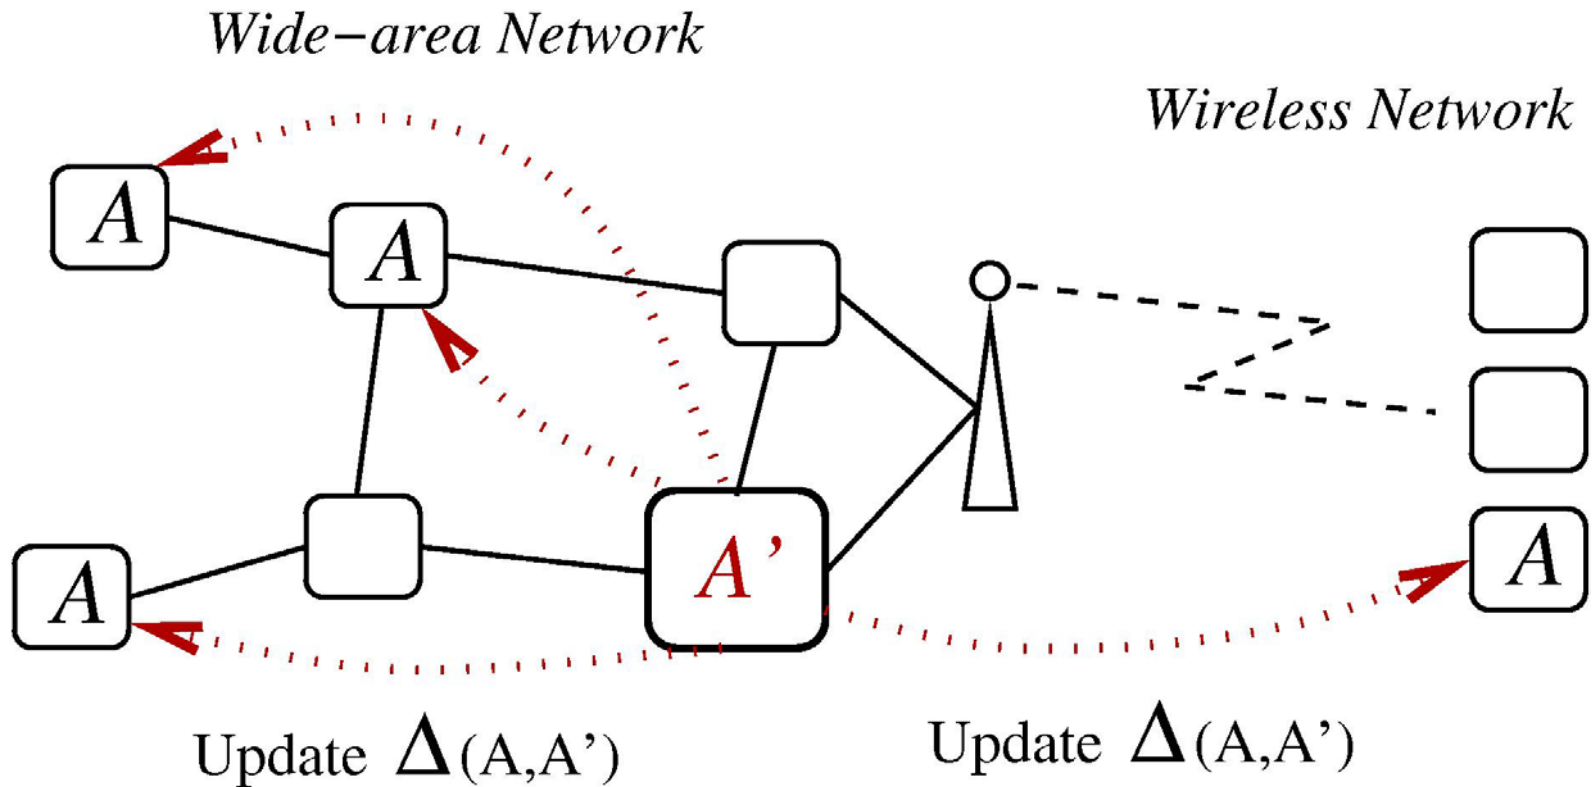 Wide–area Network
Wireless Network
A
A
A
A’
A
Update Δ(A,A’)
Update Δ(A,A’)